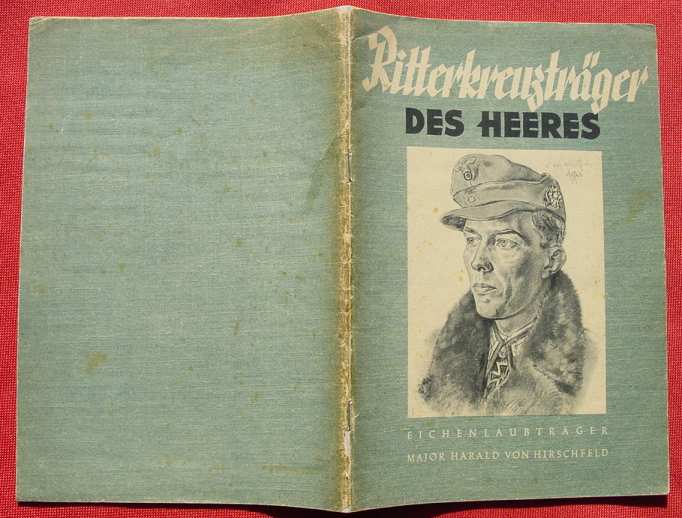 Ritterkreuzträger
DES HEERES
EICHENLAUBTRÄGER
MAJOR HARALD VON HIRSCHFELD